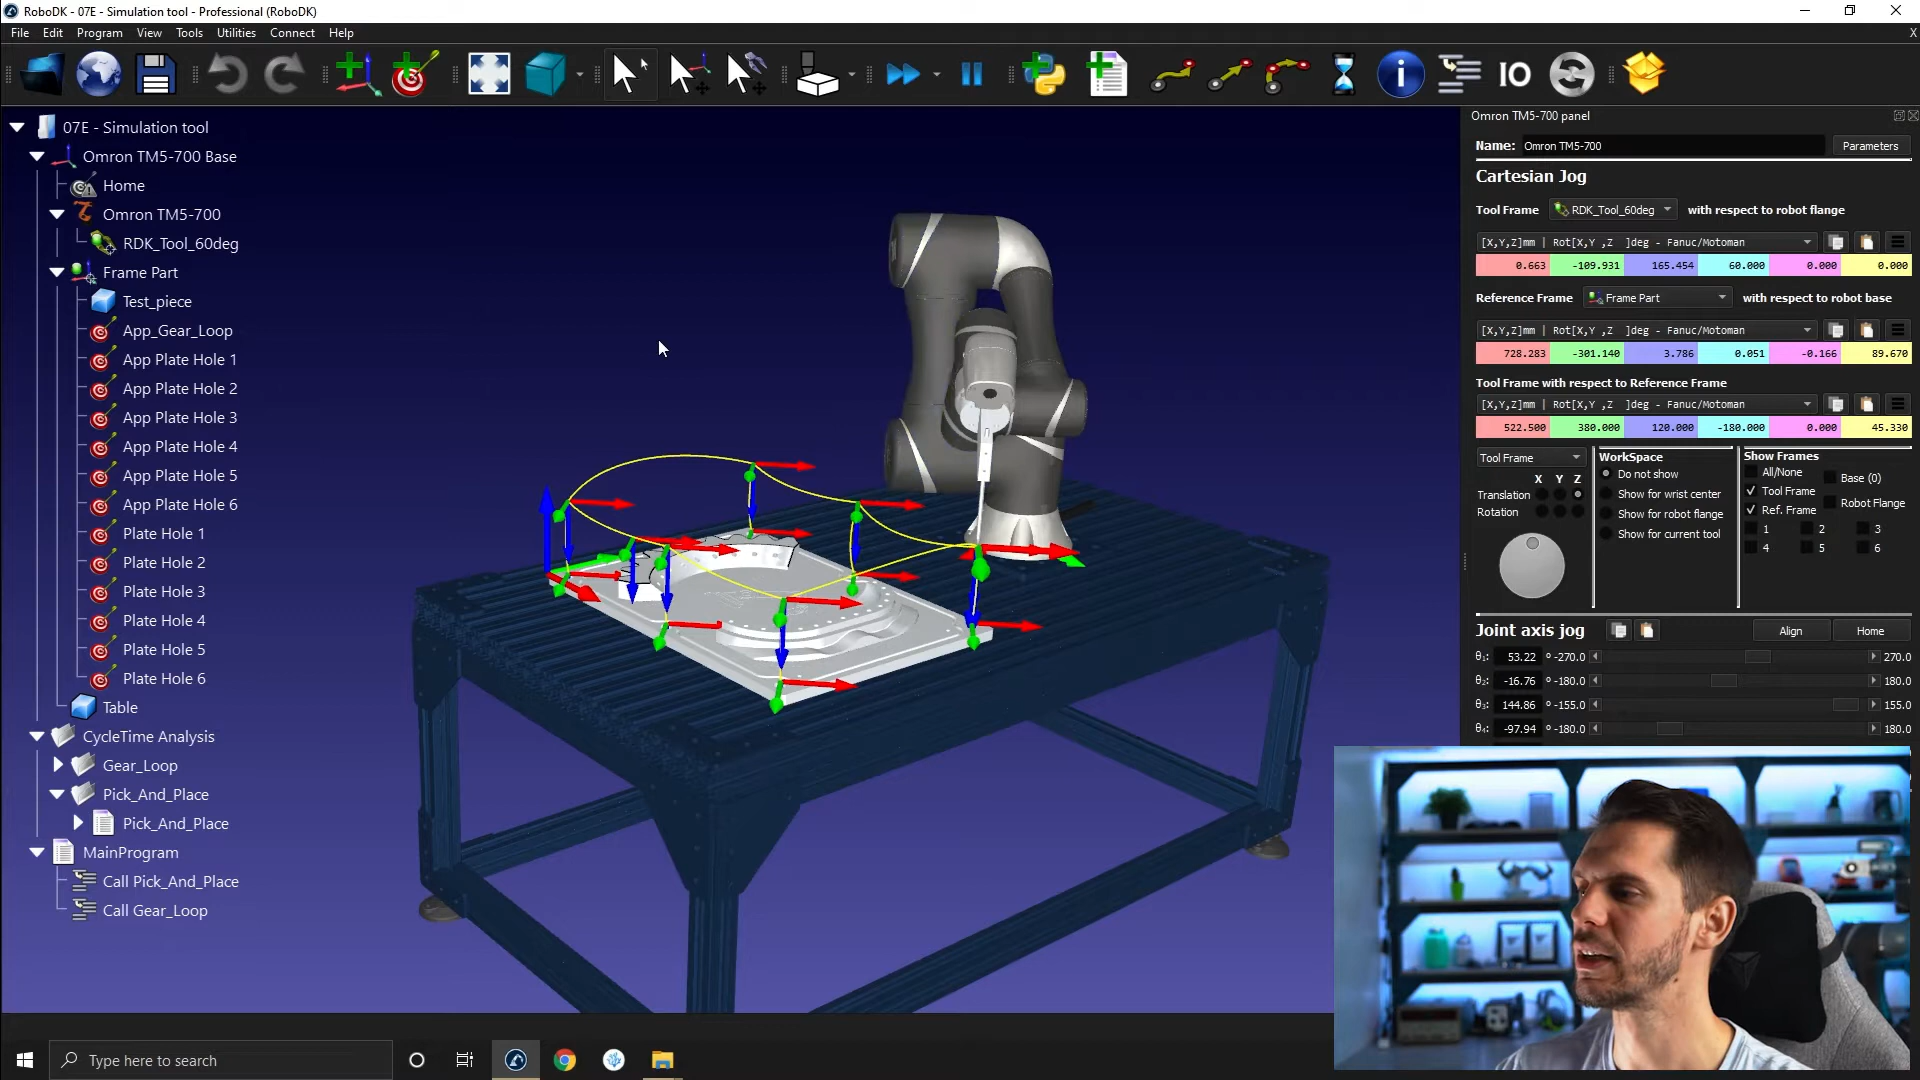 RoboDK - 07E - Simulation tool - Professional (RoboDK)
File Edit Program View Tools Utilities Connect Help X
IO
07E - Simulation tool
Omron TM5-700 Base
Home
Omron TM5-700
RDK_Tool_60deg
Frame Part
Test_piece
App_Gear_Loop
App Plate Hole 1
App Plate Hole 2
App Plate Hole 3
App Plate Hole 4
App Plate Hole 5
App Plate Hole 6
Plate Hole 1
Plate Hole 2
Plate Hole 3
Plate Hole 4
Plate Hole 5
Plate Hole 6
Table
CycleTime Analysis
Gear_Loop
Pick_And_Place
Pick_And_Place
MainProgram
Call Pick_And_Place
Call Gear_Loop
Omron TM5-700 panel
Name: Omron TM5-700 Parameters
Cartesian Jog
Tool Frame RDK_Tool_60deg with respect to robot flange
[X,Y,Z]mm | Rot[X,Y ,Z ]deg - Fanuc/Motoman
0.663 -109.931 165.454 60.000 0.000 0.000
Reference Frame Frame Part with respect to robot base
[X,Y,Z]mm | Rot[X,Y ,Z ]deg - Fanuc/Motoman
728.283 -301.140 3.786 0.051 -0.166 89.670
Tool Frame with respect to Reference Frame
[X,Y,Z]mm | Rot[X,Y ,Z ]deg - Fanuc/Motoman
522.500 380.000 120.000 -180.000 0.000 45.330
Tool Frame
X Y Z
Translation
Rotation
WorkSpace
Do not show
Show for wrist center
Show for robot flange
Show for current tool
Show Frames
All/None Base (0)
Tool Frame
Robot Flange
Ref. Frame
1 2 3
4 5 6
Joint axis jog Align Home
θ₁: 53.22 º -270.0 270.0
θ₂: -16.76 º -180.0 180.0
θ₃: 144.86 º -155.0 155.0
θ₄: -97.94 º -180.0 180.0
Type here to search